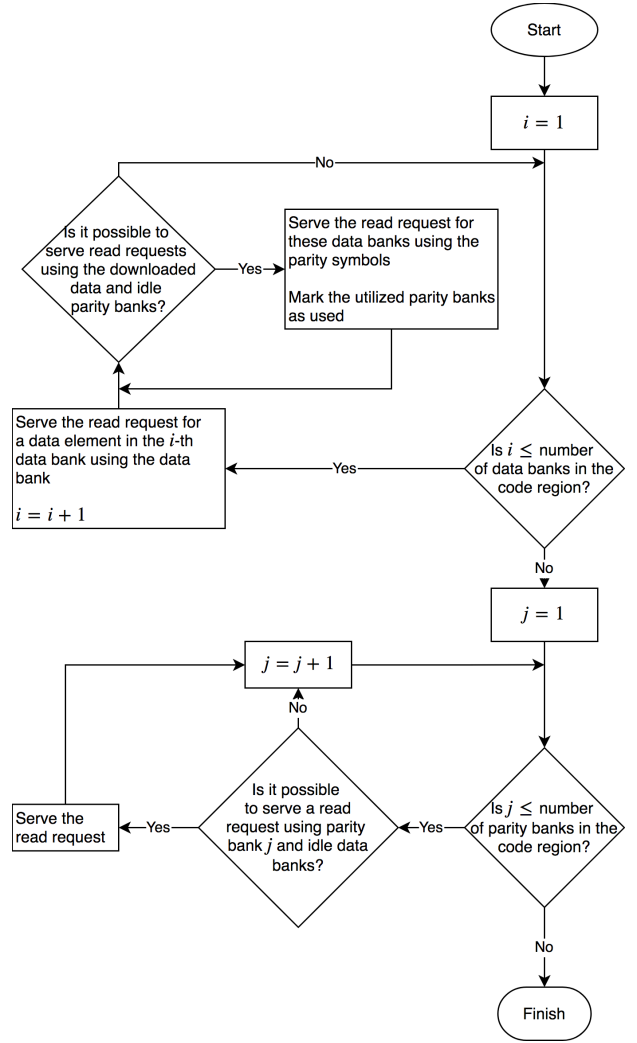 Start
i = 1
No
Is it possible to
serve read requests
using the downloaded
data and idle
parity banks?
Yes
Serve the read request for
these data banks using the
parity symbols
Mark the utilized parity banks
as used
Serve the read request for
a data element in the i-th
data bank using the data
bank
i = i + 1
Yes
Is i ≤ number
of data banks in the
code region?
No
j = 1
j = j + 1
No
Is it possible
to serve a read
request using parity
bank j and idle data
banks?
Yes
Serve the
read request
Yes
Is j ≤ number
of parity banks in the
code region?
No
Finish